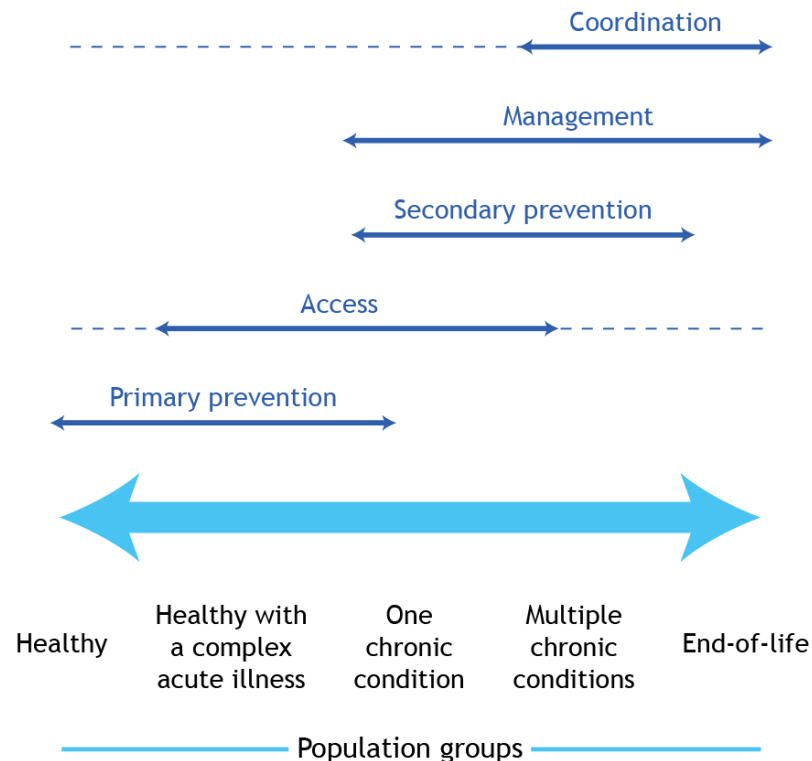 Coordination
Management
Secondary prevention
Access
Primary prevention
Healthy
Healthy with
a complex
acute illness
One
chronic
condition
Multiple
chronic
conditions
End-of-life
Population groups